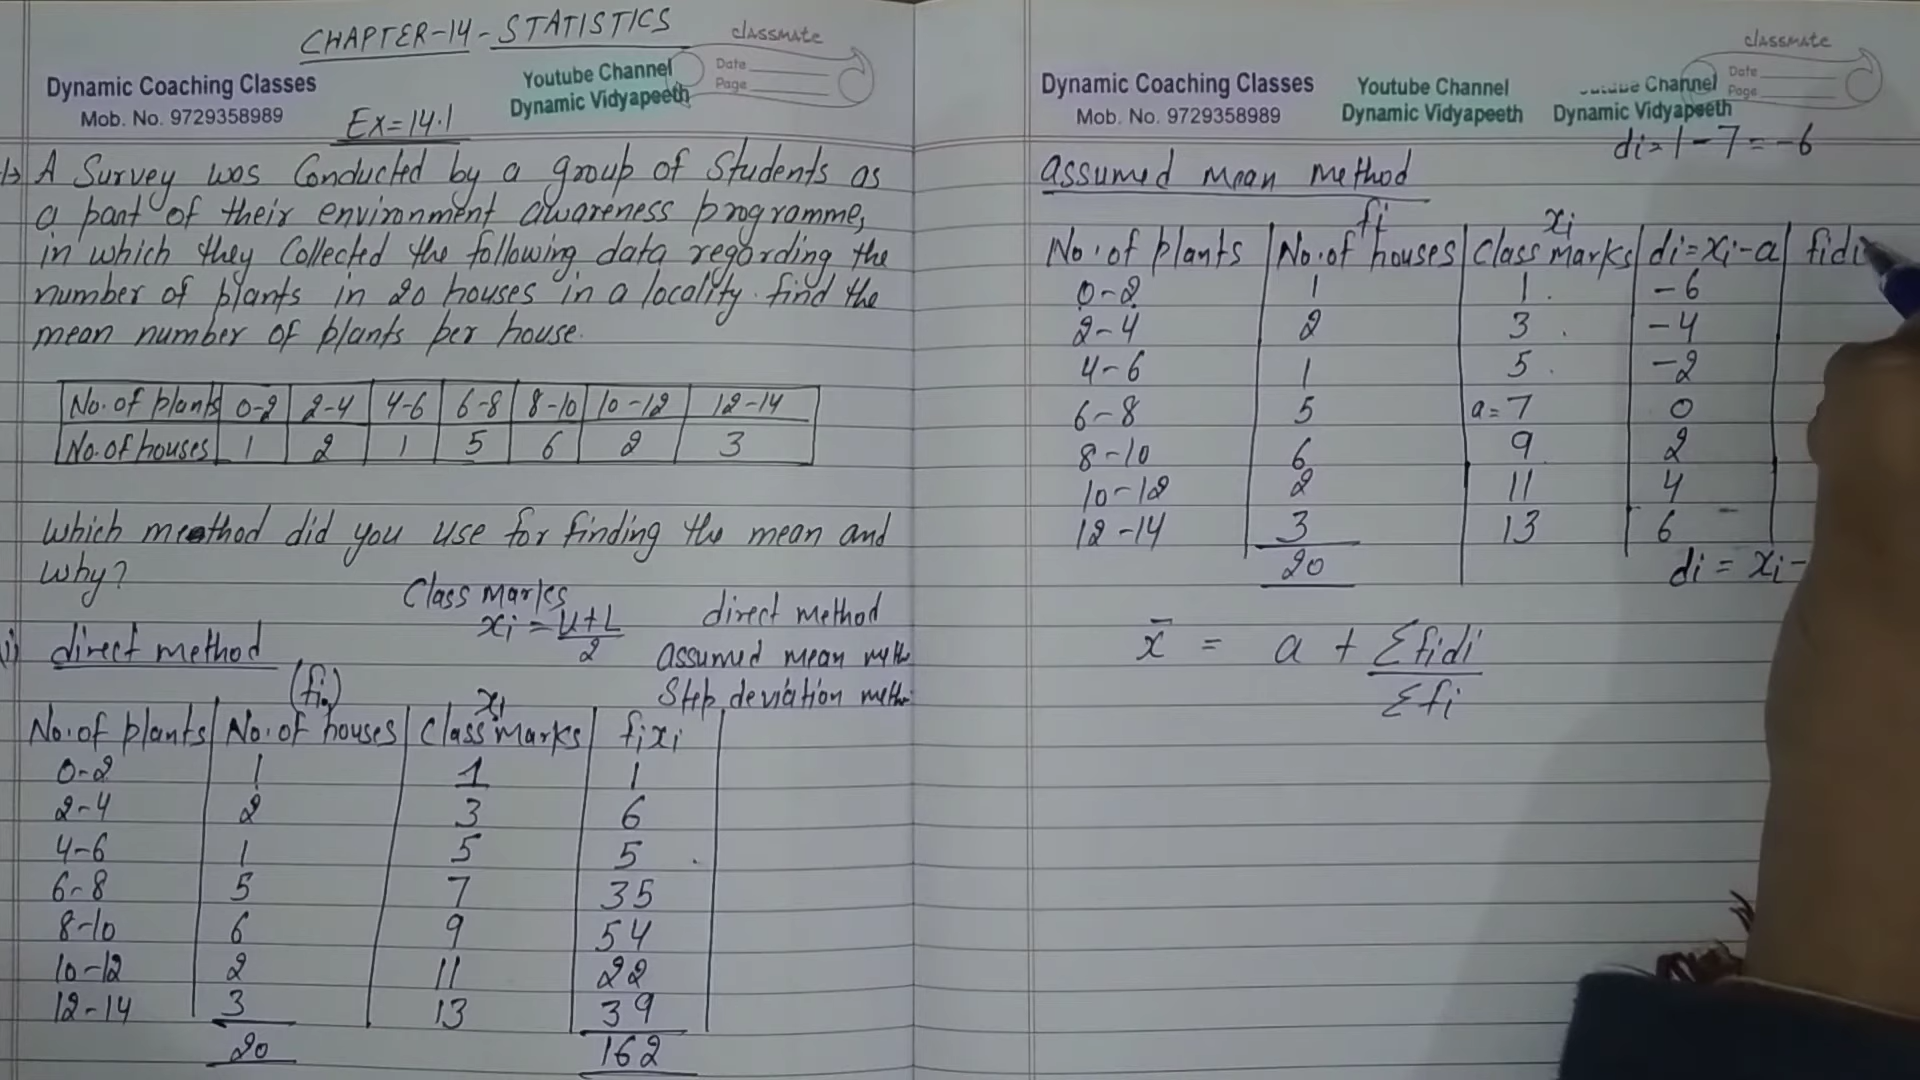 CHAPTER-14-STATISTICS
classmate
Dynamic Coaching Classes
Mob. No. 9729358989
Youtube Channel
Dynamic Vidyapeeth
Date
Page
Ex=14.1
1→ A Survey was Conducted by a group of Students as
a part of their environment awareness programme,
in which they Collected the following data regarding the
number of plants in 20 houses in a locality. find the
mean number of plants per house.
No. of plants 0-2 2-4 4-6 6-8 8-10 10-12 12-14
No. of houses 1 2 1 5 6 2 3
which meathod did you use for finding the mean and
why?
Class marks
xi = U+L
2
direct method
assumed mean meth
Step deviation meth
i) direct method
(fi) xi
No. of plants No. of houses Class marks fixi
0-2 1 1 1
2-4 2 3 6
4-6 1 5 5
6-8 5 7 35
8-10 6 9 54
10-12 2 11 22
12-14 3 13 39
20 162
classmate
Dynamic Coaching Classes
Mob. No. 9729358989
Youtube Channel
Dynamic Vidyapeeth
Channel
Dynamic Vidyapeeth
Date
Page
di=1-7=-6
assumed mean method
fi xi
No. of plants No. of houses Class marks di=xi-a fidi
0-2 1 1 -6
2-4 2 3 -4
4-6 1 5 -2
6-8 5 a=7 0
8-10 6 9 2
10-12 2 11 4
12-14 3 13 6
20
di = xi -
x̄ = a + Σfidi
Σfi